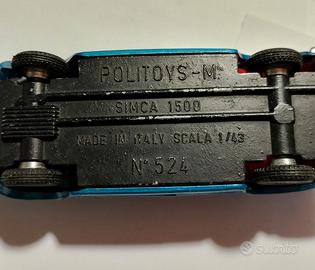 POLITOYS-M
SIMCA 1500
MADE IN ITALY SCALA 1/43
N° 524
subito